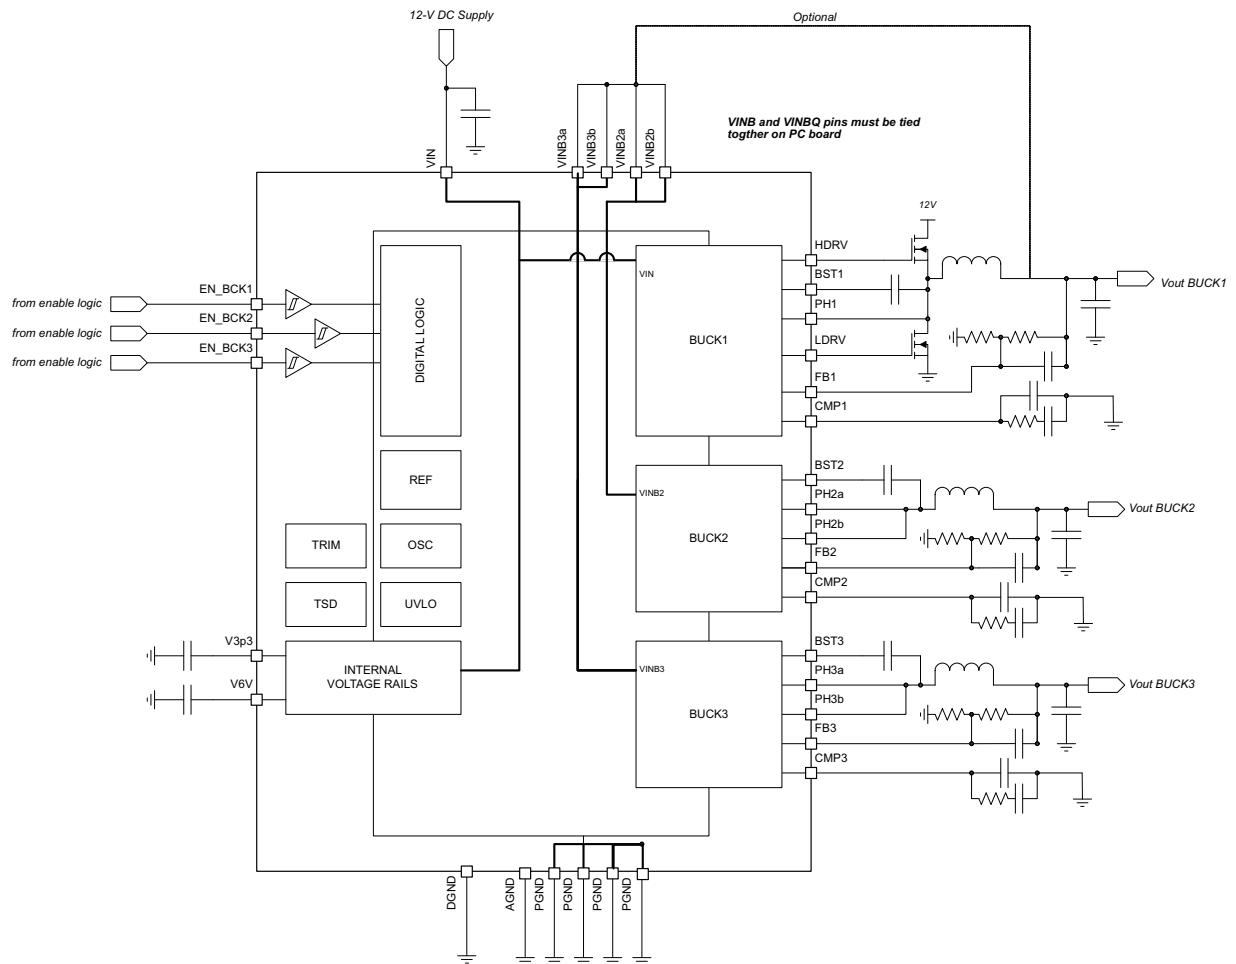 12-V DC Supply
Optional
VINB and VINBQ pins must be tied
togther on PC board
VIN
VINB3a
VINB3b
VINB2a
VINB2b
12V
HDRV
BST1
PH1
LDRV
FB1
CMP1
VIN
BUCK1
Vout BUCK1
from enable logic
EN_BCK1
from enable logic
EN_BCK2
from enable logic
EN_BCK3
DIGITAL LOGIC
REF
TRIM
OSC
TSD
UVLO
BST2
PH2a
PH2b
FB2
CMP2
VINB2
BUCK2
Vout BUCK2
V3p3
V6V
INTERNAL
VOLTAGE RAILS
BST3
PH3a
PH3b
FB3
CMP3
VINB3
BUCK3
Vout BUCK3
DGND
AGND
PGND
PGND
PGND
PGND